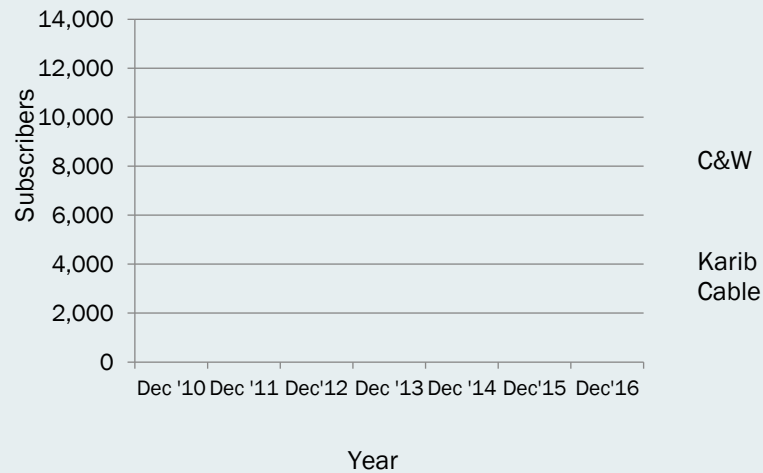 14,000
12,000
10,000
8,000
6,000
4,000
2,000
0
Subscribers
Dec '10 Dec '11 Dec'12 Dec '13 Dec '14 Dec'15 Dec'16
Year
C&W
Karib
Cable